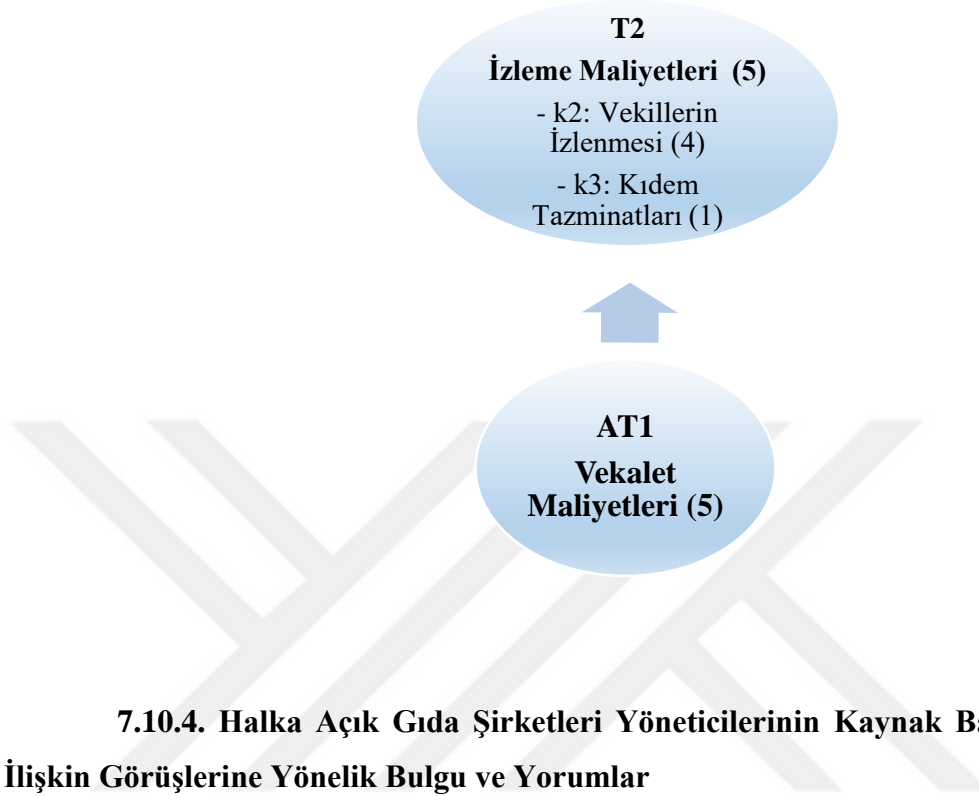 T2
İzleme Maliyetleri (5)
- k2: Vekillerin
İzlenmesi (4)
- k3: Kıdem
Tazminatları (1)
AT1
Vekalet
Maliyetleri (5)
7.10.4. Halka Açık Gıda Şirketleri Yöneticilerinin Kaynak
İlişkin Görüşlerine Yönelik Bulgu ve Yorumlar